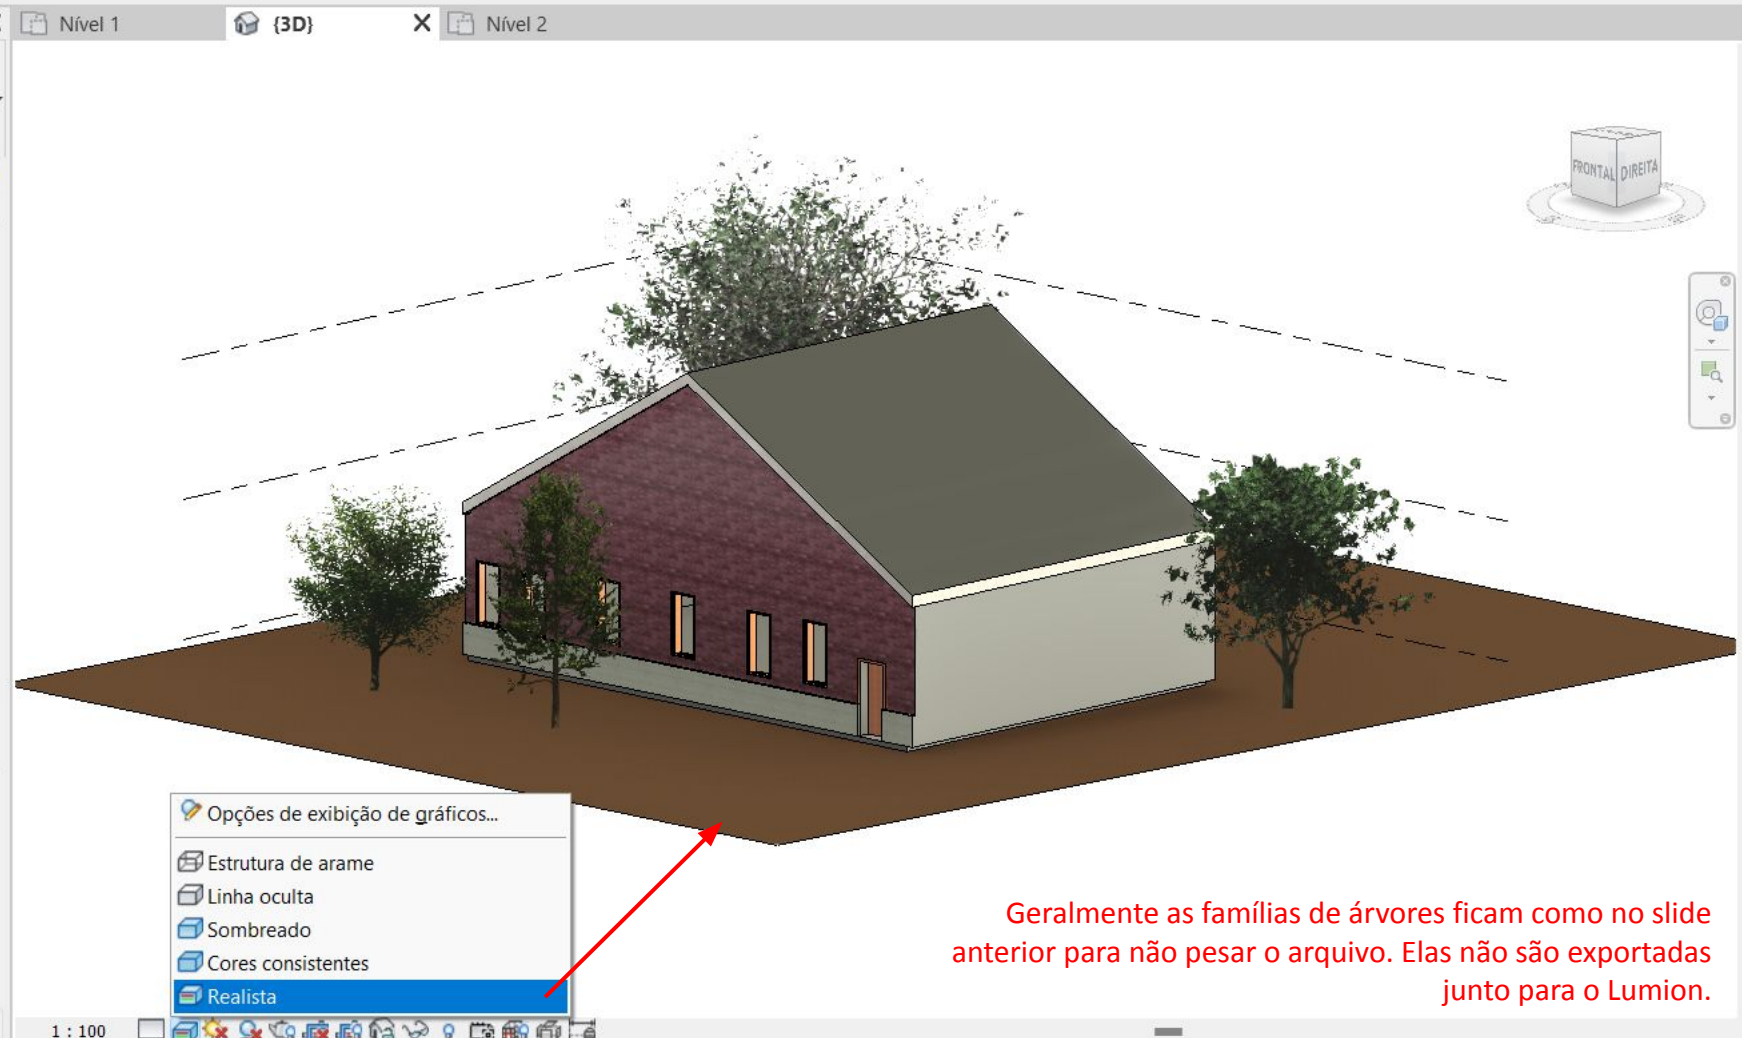 Nível 1
{3D}
Nível 2
FRONTAL
DIREITA
Opções de exibição de gráficos...
Estrutura de arame
Linha oculta
Sombreado
Cores consistentes
Realista
Geralmente as famílias de árvores ficam como no slide
anterior para não pesar o arquivo. Elas não são exportadas
junto para o Lumion.
1 : 100